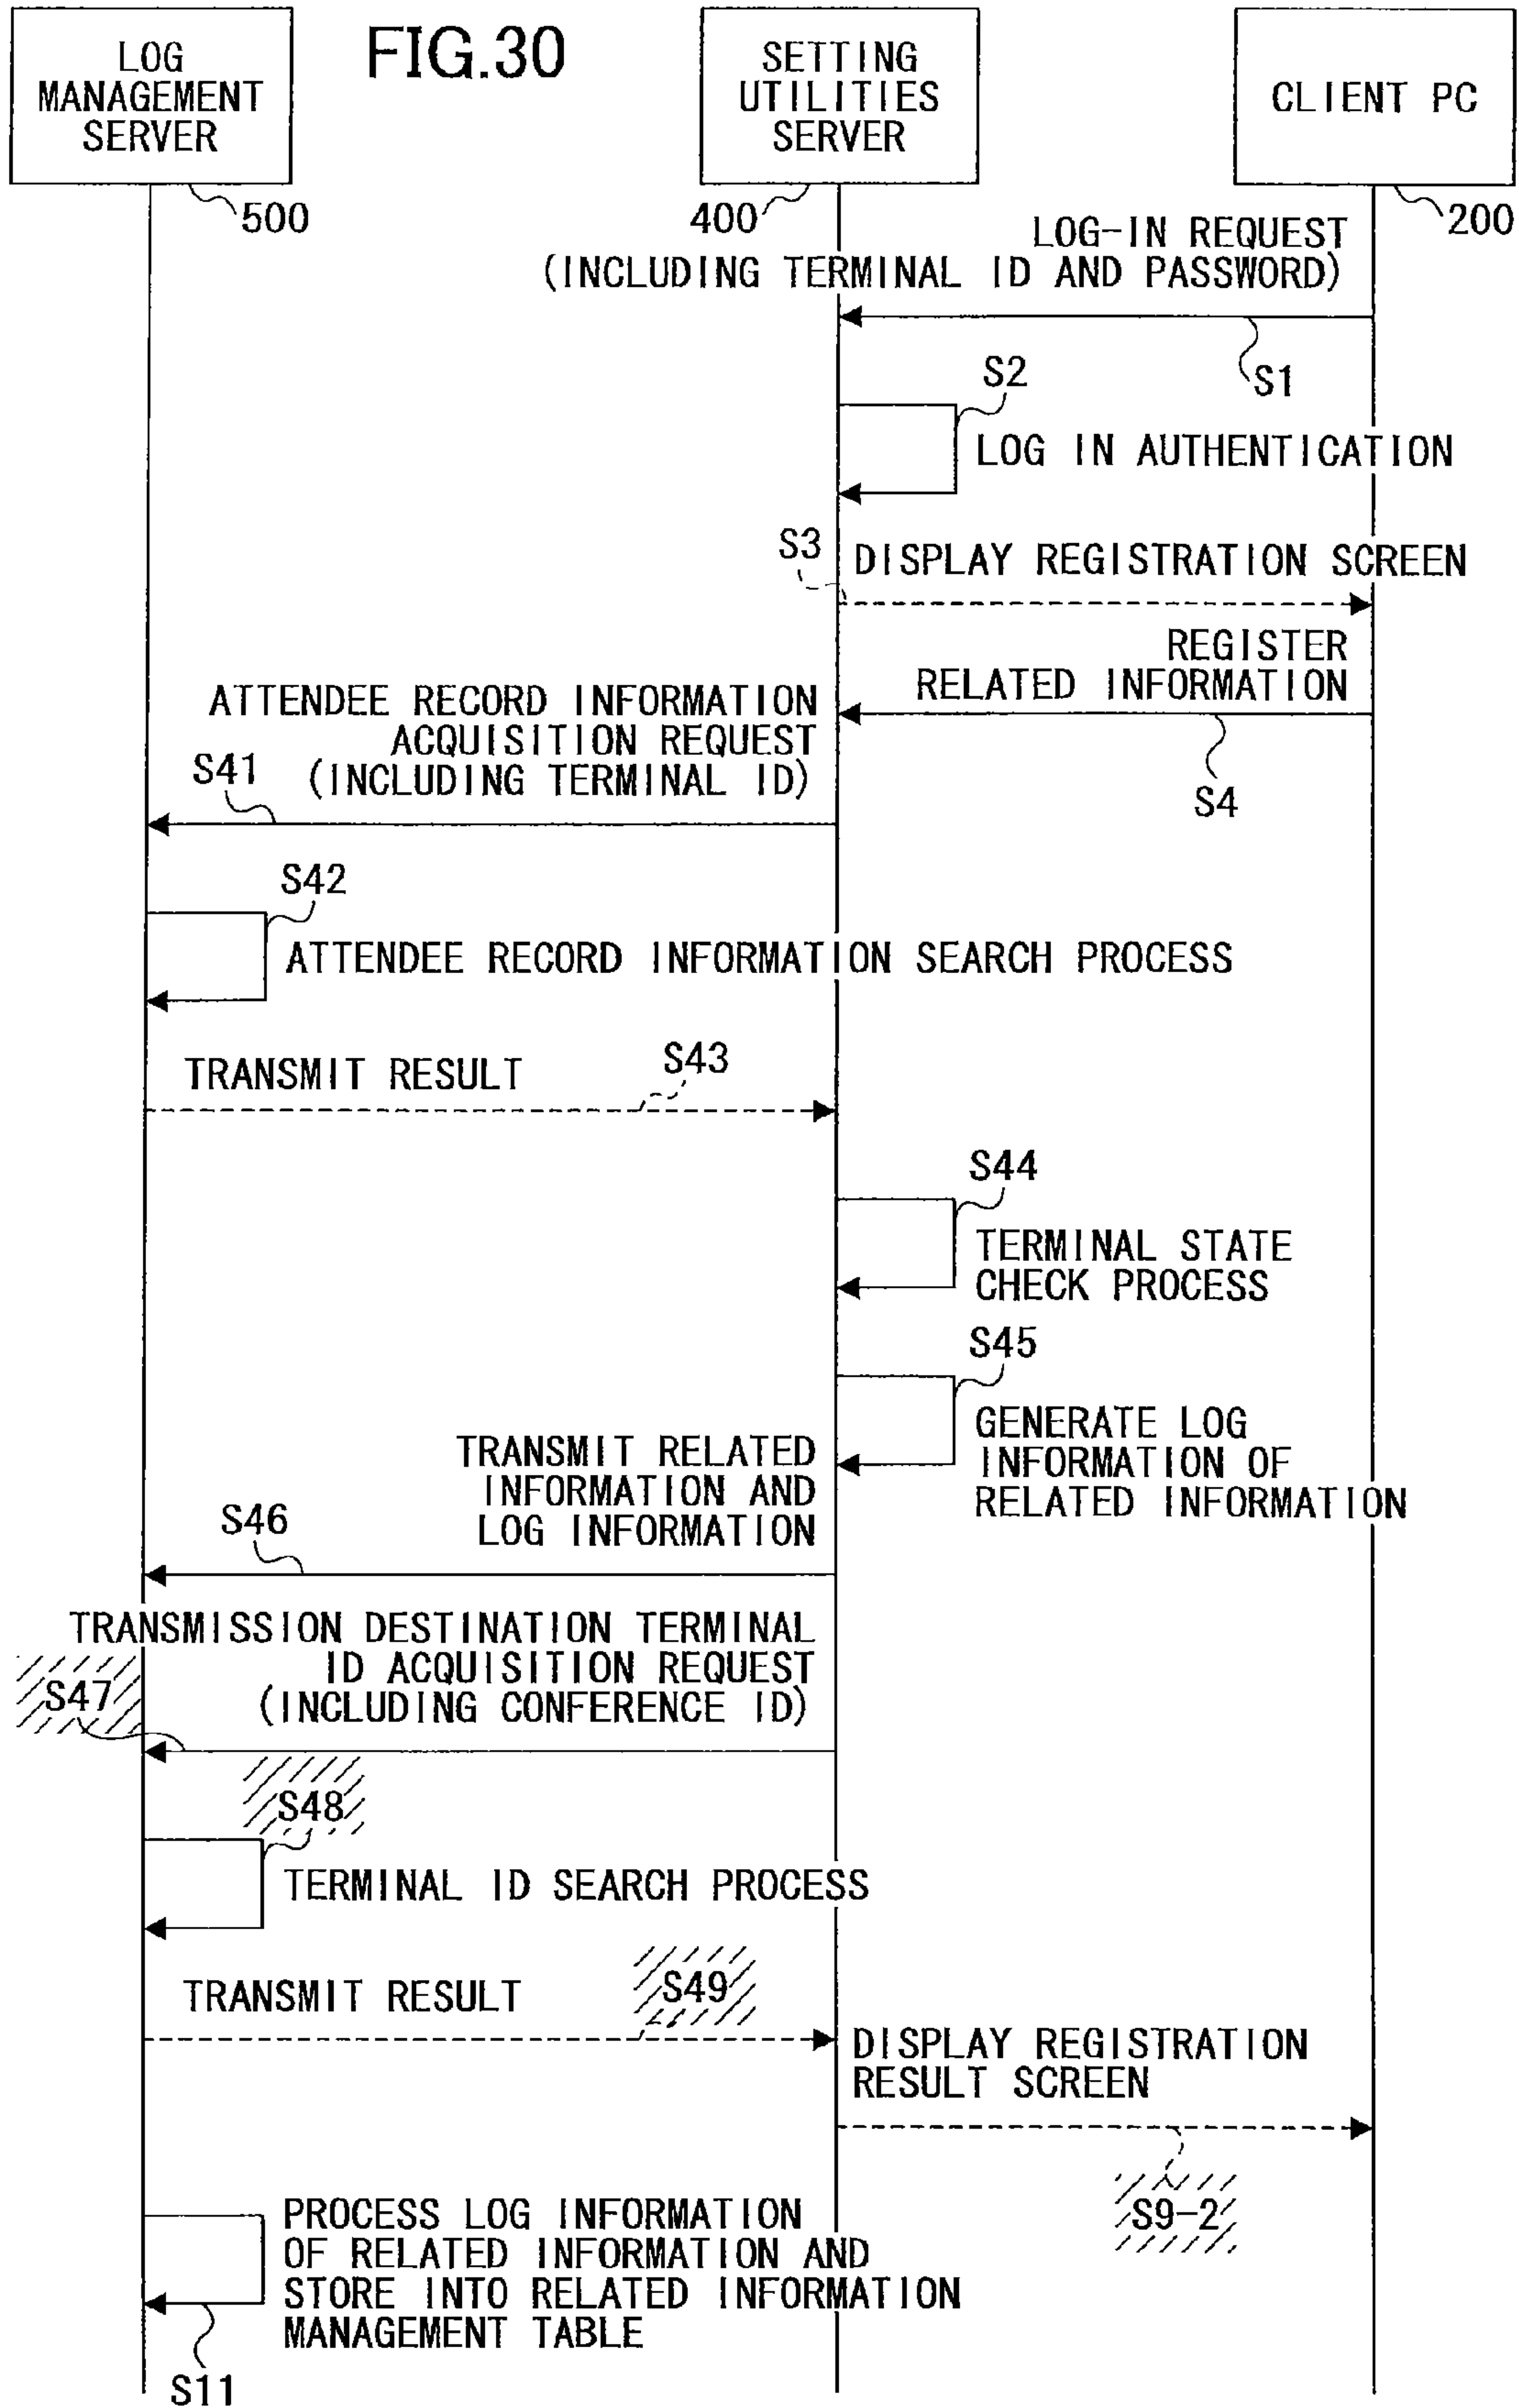 FIG.30
LOG
MANAGEMENT
SERVER
500
SETTING
UTILITIES
SERVER
400
CLIENT PC
200
LOG-IN REQUEST
(INCLUDING TERMINAL ID AND PASSWORD)
S1
S2
LOG IN AUTHENTICATION
S3
DISPLAY REGISTRATION SCREEN
REGISTER
RELATED INFORMATION
S4
ATTENDEE RECORD INFORMATION
ACQUISITION REQUEST
(INCLUDING TERMINAL ID)
S41
S42
ATTENDEE RECORD INFORMATION SEARCH PROCESS
TRANSMIT RESULT
S43
S44
TERMINAL STATE
CHECK PROCESS
S45
GENERATE LOG
INFORMATION OF
RELATED INFORMATION
TRANSMIT RELATED
INFORMATION AND
LOG INFORMATION
S46
TRANSMISSION DESTINATION TERMINAL
ID ACQUISITION REQUEST
(INCLUDING CONFERENCE ID)
S47
S48
TERMINAL ID SEARCH PROCESS
TRANSMIT RESULT
S49
DISPLAY REGISTRATION
RESULT SCREEN
S9-2
PROCESS LOG INFORMATION
OF RELATED INFORMATION AND
STORE INTO RELATED INFORMATION
MANAGEMENT TABLE
S11